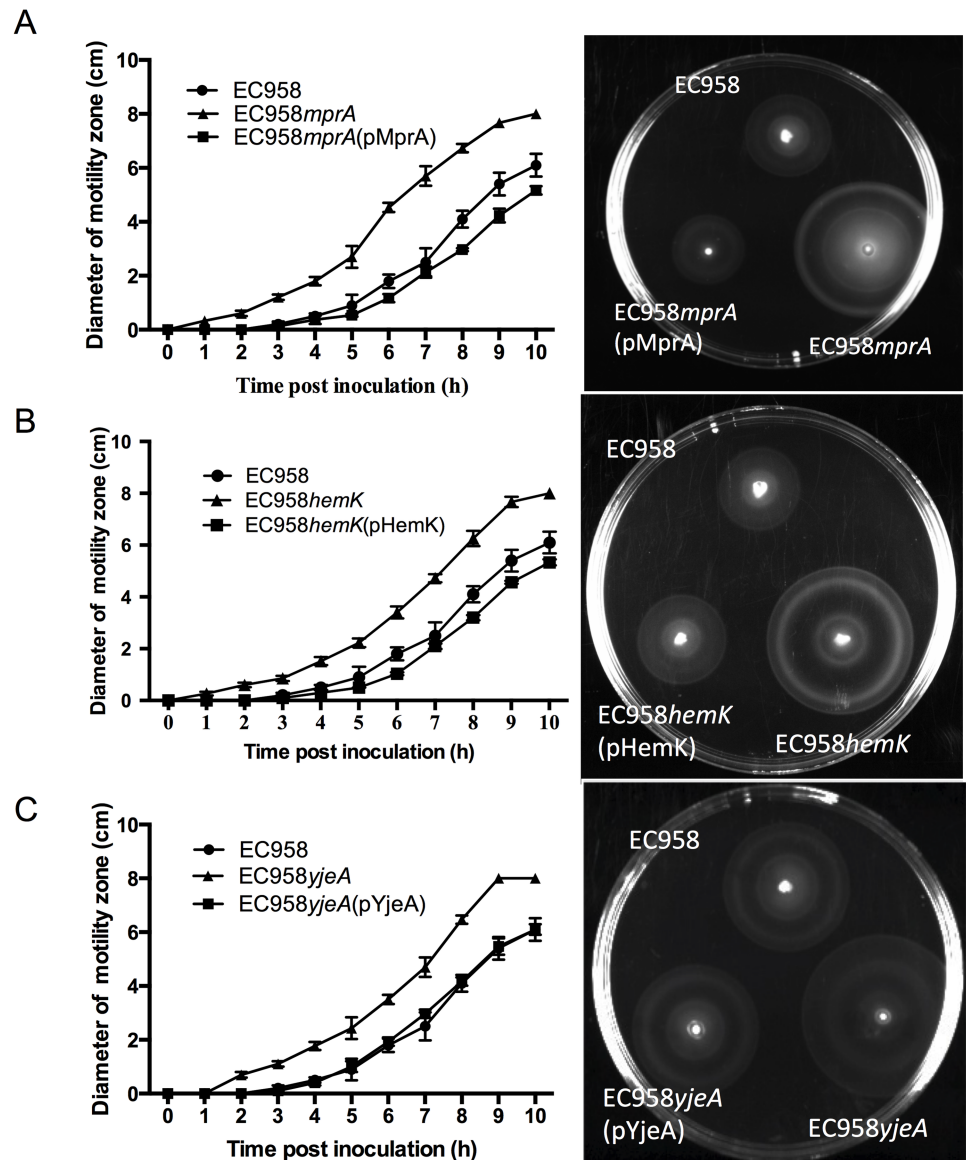 A
Diameter of motility zone (cm)
10
8
6
4
2
0
EC958
EC958mprA
EC958mprA(pMprA)
0 1 2 3 4 5 6 7 8 9 10
Time post inoculation (h)
EC958
EC958mprA
(pMprA)
EC958mprA
B
Diameter of motility zone (cm)
10
8
6
4
2
0
EC958
EC958hemK
EC958hemK(pHemK)
0 1 2 3 4 5 6 7 8 9 10
Time post inoculation (h)
EC958
EC958hemK
(pHemK)
EC958hemK
C
Diameter of motility zone (cm)
10
8
6
4
2
0
EC958
EC958yjeA
EC958yjeA(pYjeA)
0 1 2 3 4 5 6 7 8 9 10
Time post inoculation (h)
EC958
EC958yjeA
(pYjeA)
EC958yjeA